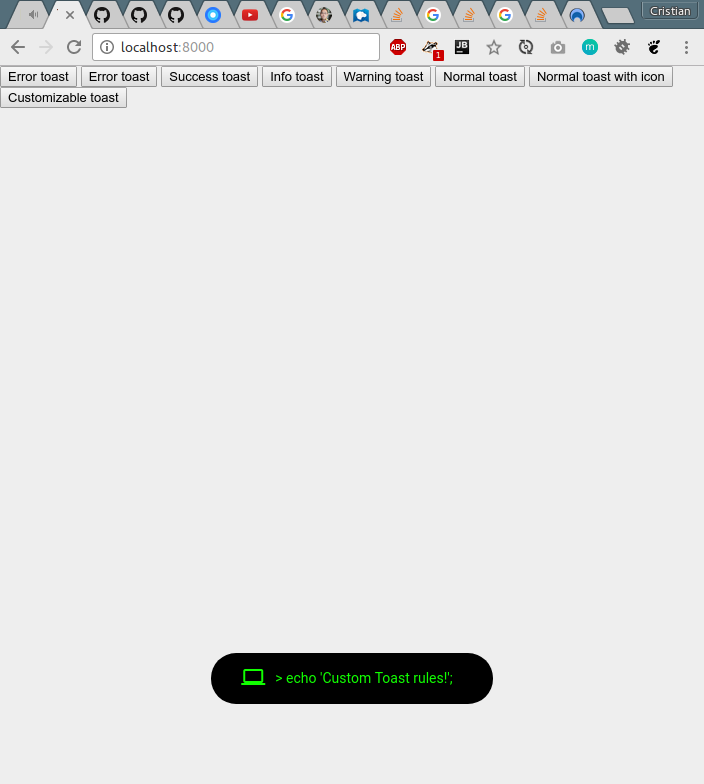 Cristian
localhost:8000
ABP
1
JB
m
Error toast Error toast Success toast Info toast Warning toast Normal toast Normal toast with icon
Customizable toast
> echo 'Custom Toast rules!';